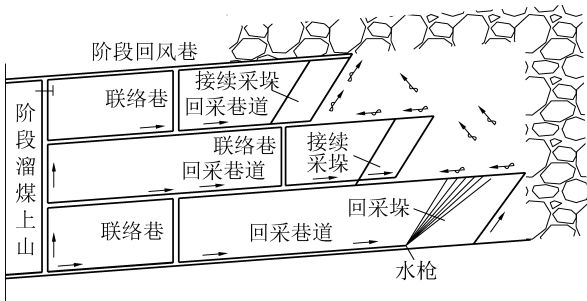 阶段回风巷
联络巷
接续采垛
回采巷道
阶段溜煤上山
联络巷
回采巷道
接续
采垛
联络巷
回采巷道
回采垛
水枪